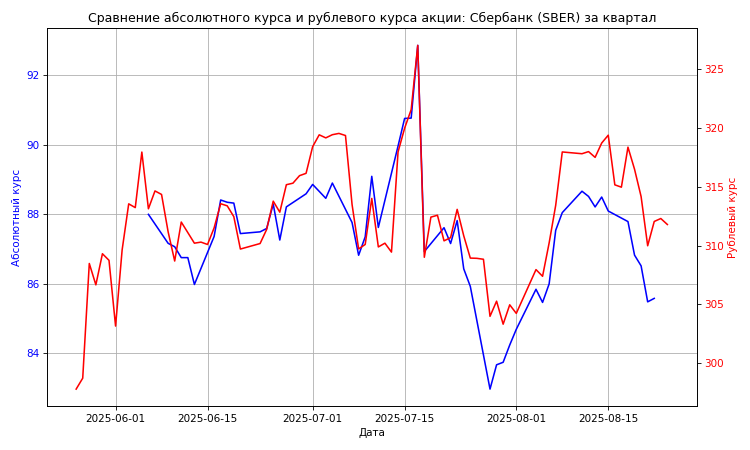 Сравнение абсолютного курса и рублевого курса акции: Сбербанк (SBER) за квартал
92
90
88
86
84
Абсолютный курс
325
320
315
310
305
300
Рублевый курс
2025-06-01 2025-06-15 2025-07-01 2025-07-15 2025-08-01 2025-08-15
Дата